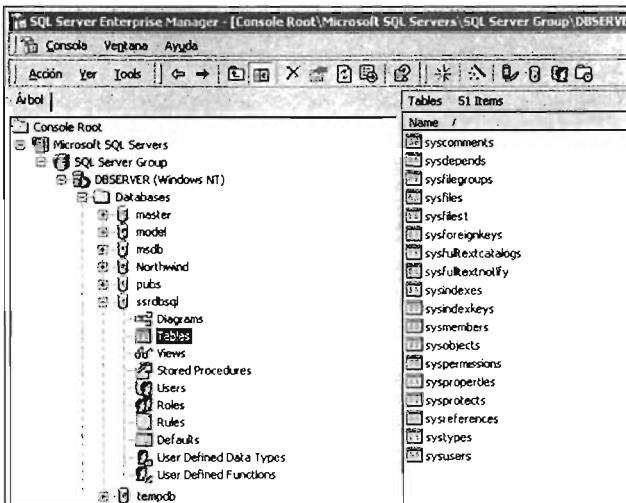 SQL Server Enterprise Manager - [Console Root\Microsoft SQL Servers\SQL Server Group\DBSERVE
Consola Ventana Ayuda
Acción Ver Tools
Árbol
Console Root
Microsoft SQL Servers
SQL Server Group
DBSERVER (Windows NT)
Databases
master
model
msdb
Northwind
pubs
ssrdbsql
Diagrams
Tables
Views
Stored Procedures
Users
Roles
Rules
Defaults
User Defined Data Types
User Defined Functions
tempdb
Tables 51 Items
Name /
syscomments
sysdepends
sysfilegroups
sysfiles
sysfiles1
sysforeignkeys
sysfulltextcatalogs
sysfulltextnotify
sysindexes
sysindexkeys
sysmembers
sysobjects
syspermissions
sysproperties
sysprotects
sysreferences
systypes
sysusers